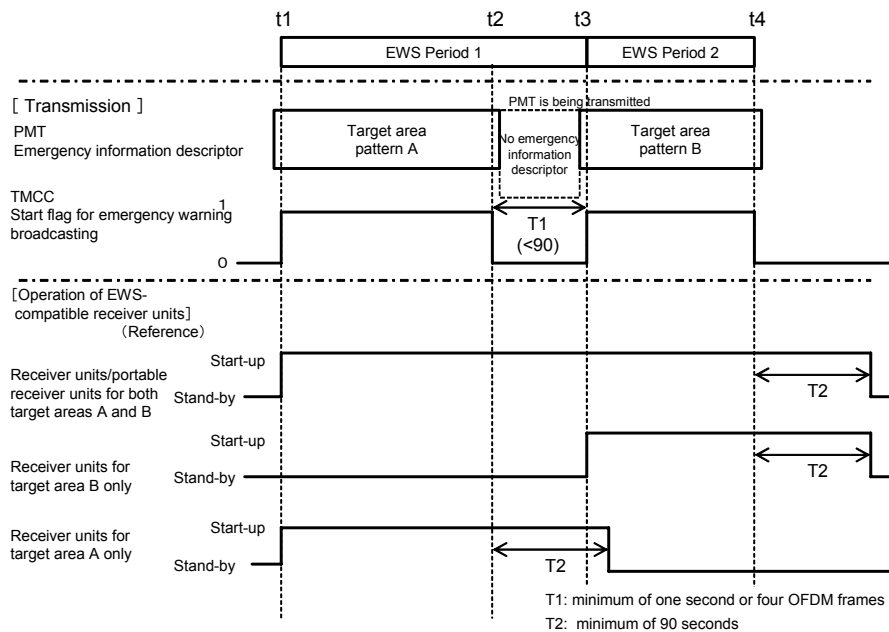 t1 t2 t3 t4
EWS Period 1 EWS Period 2
[ Transmission ]
PMT is being transmitted
PMT
Emergency information descriptor
Target area
pattern A
No emergency
information
descriptor
Target area
pattern B
TMCC
Start flag for emergency warning
broadcasting
1
0
T1
(<90)
[Operation of EWS-
compatible receiver units]
(Reference)
Start-up
Receiver units/portable
receiver units for both
target areas A and B
Stand-by
T2
Start-up
Receiver units for
target area B only
Stand-by
T2
Start-up
Receiver units for
target area A only
Stand-by
T2
T1: minimum of one second or four OFDM frames
T2: minimum of 90 seconds